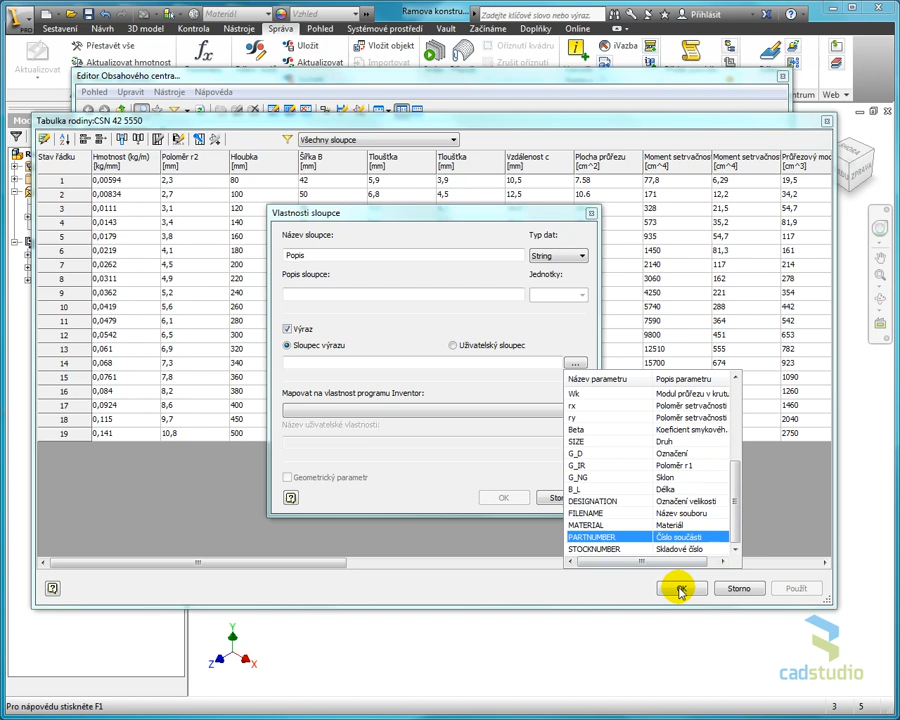 Materiál
Vzhled
Ramova konstru...
Zadejte klíčové slovo nebo výraz.
Přihlásit
PRO
Sestavení Návrh 3D model Kontrola Nástroje Správa Pohled Systémové prostředí Vault Začínáme Doplňky Online
Aktualizovat
Přestavět vše
Aktualizovat hmotnost
fx
Uložit
Aktualizovat
Vložit objekt
Importovat
Oříznutí kvádru
Zrušit oříznutí
iVazba
Web
Editor Obsahového centra...
Pohled Upravit Nástroje Nápověda
Tabulka rodiny:CSN 42 5550
Všechny sloupce
Stav řádku Hmotnost (kg/m) Poloměr r2 Hloubka Šířka B Tloušťka Tloušťka Vzdálenost c Plocha průřezu Moment setrvačnos Moment setrvačnos Průřezový mod
[kg/mm] [mm] [mm] [mm] [mm] [mm] [mm] [cm^2] [cm^4] [cm^4] [cm^3]
1 0,00594 2,3 80 42 5,9 3,9 10,5 7.58 77,8 6,29 19,5
2 0,00834 2,7 100 50 6,8 4,5 12,5 10.6 171 12,2 34,2
3 0,0111 3,1 120 328 21,5 54,7
4 0,0143 3,4 140 573 35,2 81,9
5 0,0179 3,8 160 935 54,7 117
6 0,0219 4,1 180 1450 81,3 161
7 0,0262 4,5 200 2140 117 214
8 0,0311 4,9 220 3060 162 278
9 0,0362 5,2 240 4250 221 354
10 0,0419 5,6 260 5740 288 442
11 0,0479 6,1 280 7590 364 542
12 0,0542 6,5 300 9800 451 653
13 0,061 6,9 320 12510 555 782
14 0,068 7,3 340 15700 674 923
15 0,0761 7,8 360 1090
16 0,084 8,2 380 1260
17 0,0924 8,6 400 1460
18 0,115 9,7 450 2040
19 0,141 10,8 500 2750
Vlastnosti sloupce
Název sloupce:
Typ dat:
Popis
String
Popis sloupce:
Jednotky:
Výraz
Sloupec výrazu
Uživatelský sloupec
...
Mapovat na vlastnost programu Inventor:
Název uživatelské vlastnosti:
Geometrický parametr
OK
Název parametru Popis parametru
Wk Modul průřezu v krutu,
rx Poloměr setrvačnosti
ry Poloměr setrvačnosti
Beta Koeficient smykovéh.
SIZE Druh
G_D Označení
G_IR Poloměr r1
G_NG Sklon
B_L Délka
DESIGNATION Označení velikosti
FILENAME Název souboru
MATERIAL Materiál
PARTNUMBER Číslo součásti
STOCKNUMBER Skladové číslo
OK
Storno
Použít
ZPRAVA
Y
Z
X
cadstudio
Pro nápovědu stiskněte F1
3 5